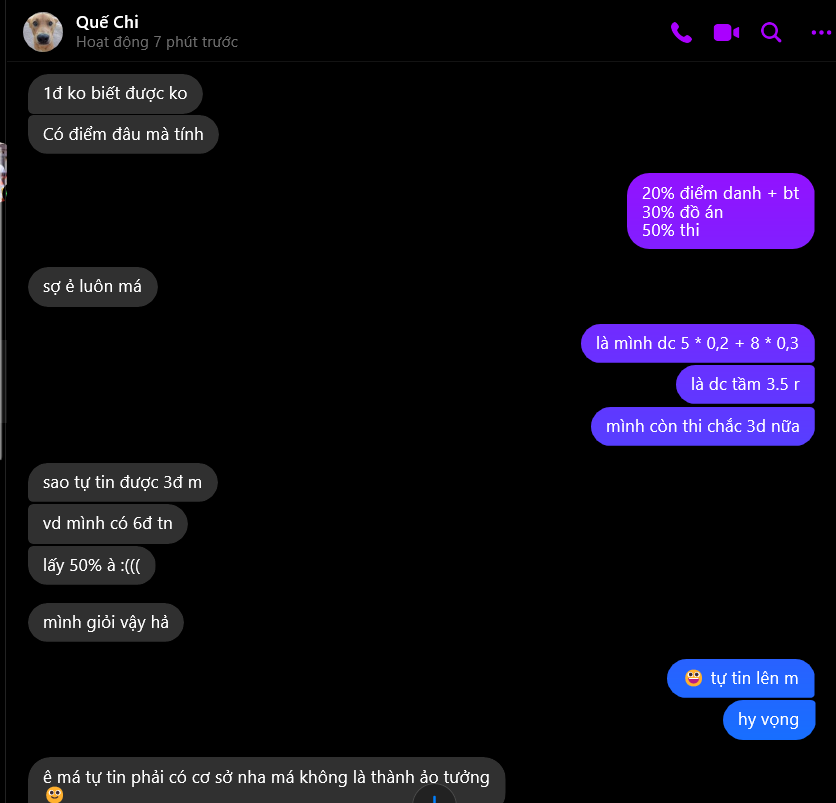 Quế Chi
Hoạt động 7 phút trước
1đ ko biết được ko
Có điểm đâu mà tính
20% điểm danh + bt
30% đồ án
50% thi
sợ ẻ luôn má
là mình dc 5 * 0,2 + 8 * 0,3
là dc tầm 3.5 r
mình còn thi chắc 3d nữa
sao tự tin được 3đ m
vd mình có 6đ tn
lấy 50% à :(((
mình giỏi vậy hả
😀 tự tin lên m
hy vọng
ê má tự tin phải có cơ sở nha má không là thành ảo tưởng
🙂